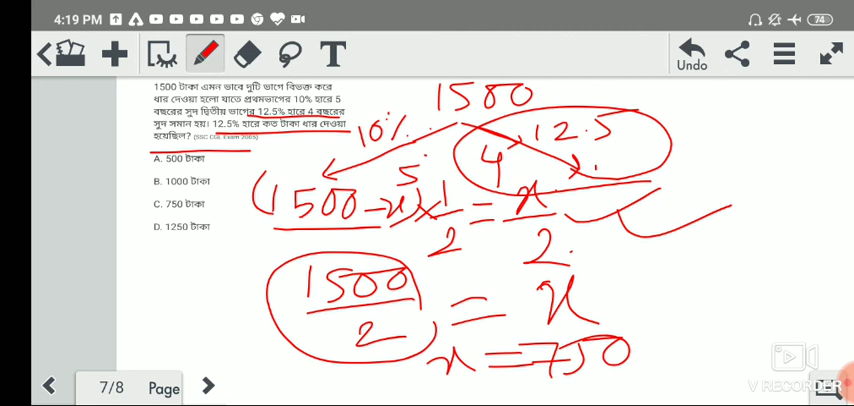 4:19 PM
74
T
Undo
1500 টাকা এমন ভাবে দুটি ভাগে বিভক্ত করে
ধার দেওয়া হলো যাতে প্রথমভাগের 10% হারে 5
বছরের সুদ দ্বিতীয় ভাগের 12.5% হারে 4 বছরের
সুদ সমান হয়। 12.5% হারে কত টাকা ধার দেওয়া
হয়েছিল? (SSC CGL Exam 2005)
A. 500 টাকা
B. 1000 টাকা
C. 750 টাকা
D. 1250 টাকা
1500
10% 12.5
5 4
(1500-x)×1/2 = x/2
1500/2 = x
x = 750
7/8 Page
V RECORDER